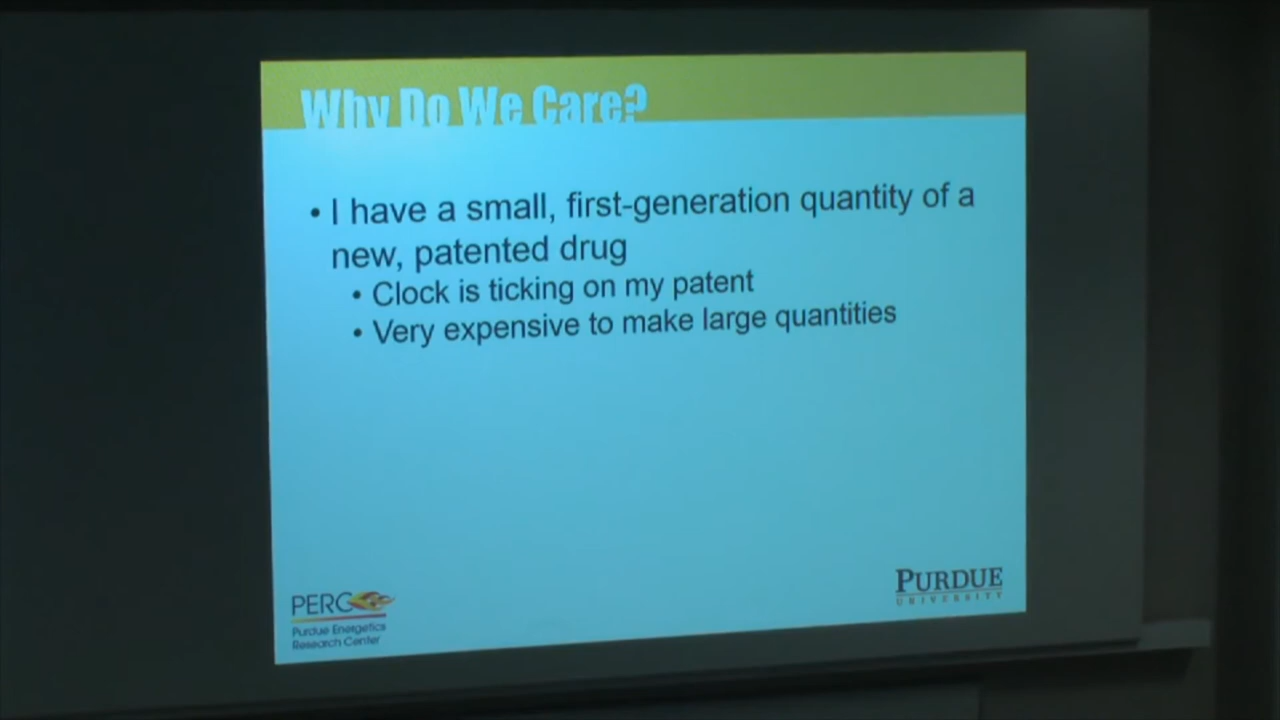 Why Do We Care?
• I have a small, first-generation quantity of a
new, patented drug
• Clock is ticking on my patent
• Very expensive to make large quantities
PERC
Purdue Energetics
Research Center
PURDUE
UNIVERSITY